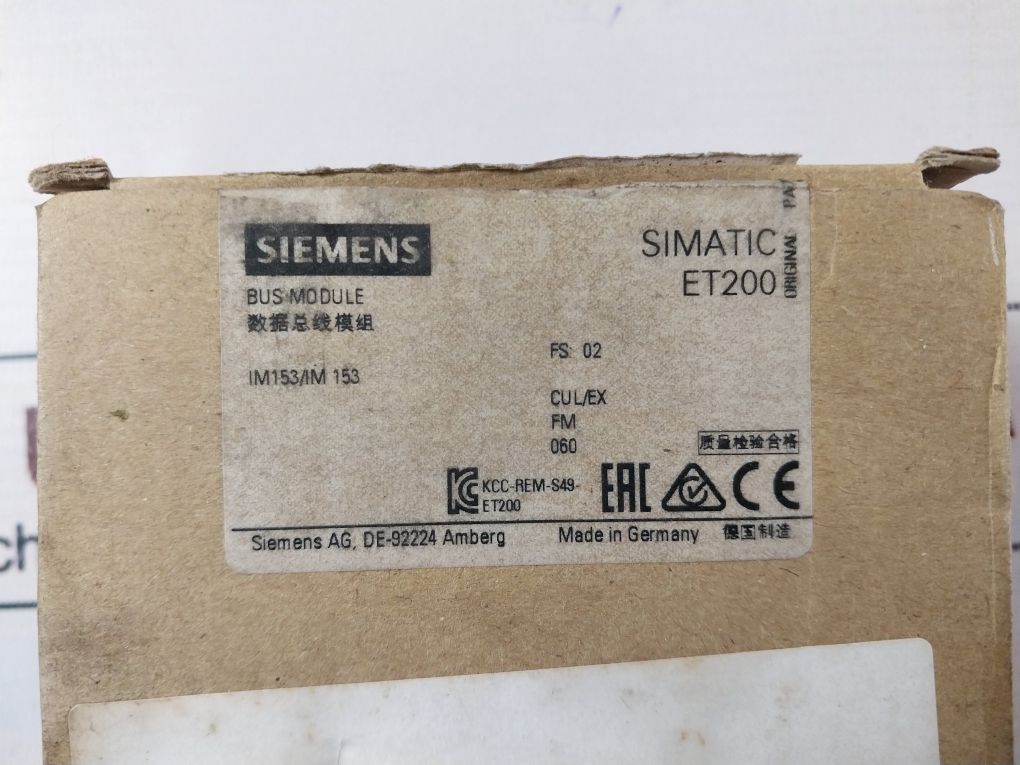 SIEMENS
SIMATIC
ET200
ORIGINAL
BUS MODULE
数据总线模组
IM153/IM 153
FS: 02
CUL/EX
FM
060
质量检验合格
KCC-REM-S49-
ET200
EAC
CE
Siemens AG, DE-92224 Amberg
Made in Germany 德国制造
ch